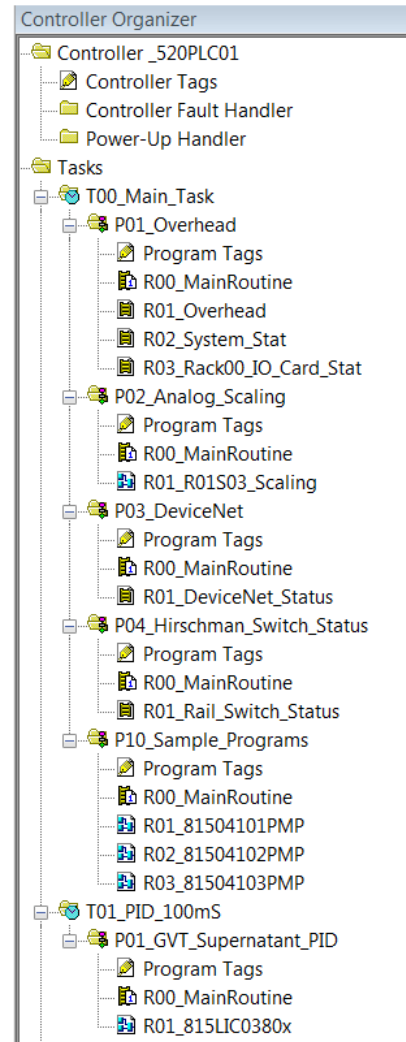 Controller Organizer
Controller _520PLC01
Controller Tags
Controller Fault Handler
Power-Up Handler
Tasks
T00_Main_Task
P01_Overhead
Program Tags
R00_MainRoutine
R01_Overhead
R02_System_Stat
R03_Rack00_IO_Card_Stat
P02_Analog_Scaling
Program Tags
R00_MainRoutine
R01_R01S03_Scaling
P03_DeviceNet
Program Tags
R00_MainRoutine
R01_DeviceNet_Status
P04_Hirschman_Switch_Status
Program Tags
R00_MainRoutine
R01_Rail_Switch_Status
P10_Sample_Programs
Program Tags
R00_MainRoutine
R01_81504101PMP
R02_81504102PMP
R03_81504103PMP
T01_PID_100mS
P01_GVT_Supernatant_PID
Program Tags
R00_MainRoutine
R01_815LIC0380x